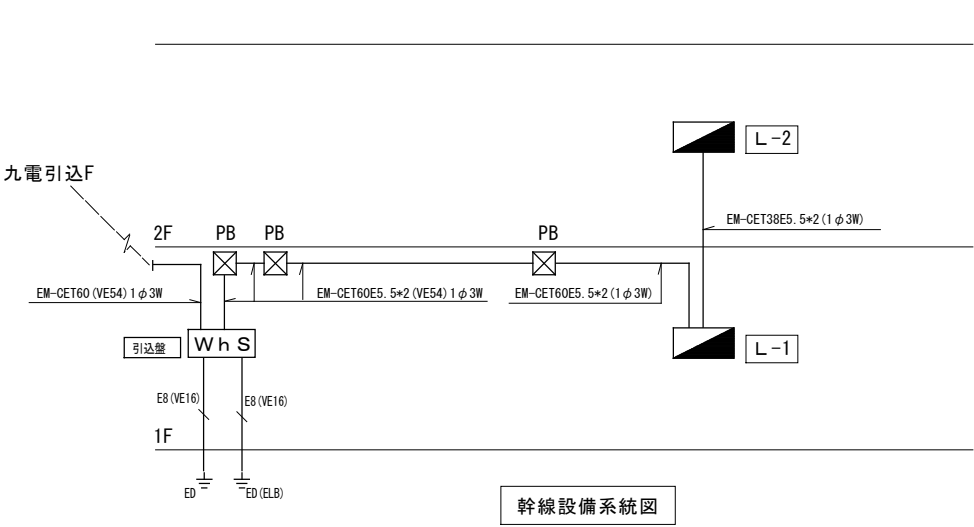 L-2
九電引込F
EM-CET38E5.5*2(1φ3W)
2F
PB
PB
PB
EM-CET60(VE54)1φ3W
EM-CET60E5.5*2(VE54)1φ3W
EM-CET60E5.5*2(1φ3W)
引込盤
WhS
L-1
E8(VE16)
E8(VE16)
1F
ED
ED(ELB)
幹線設備系統図